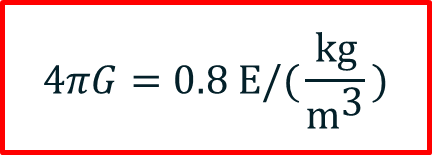 4πG = 0.8 E/(kg/m³)